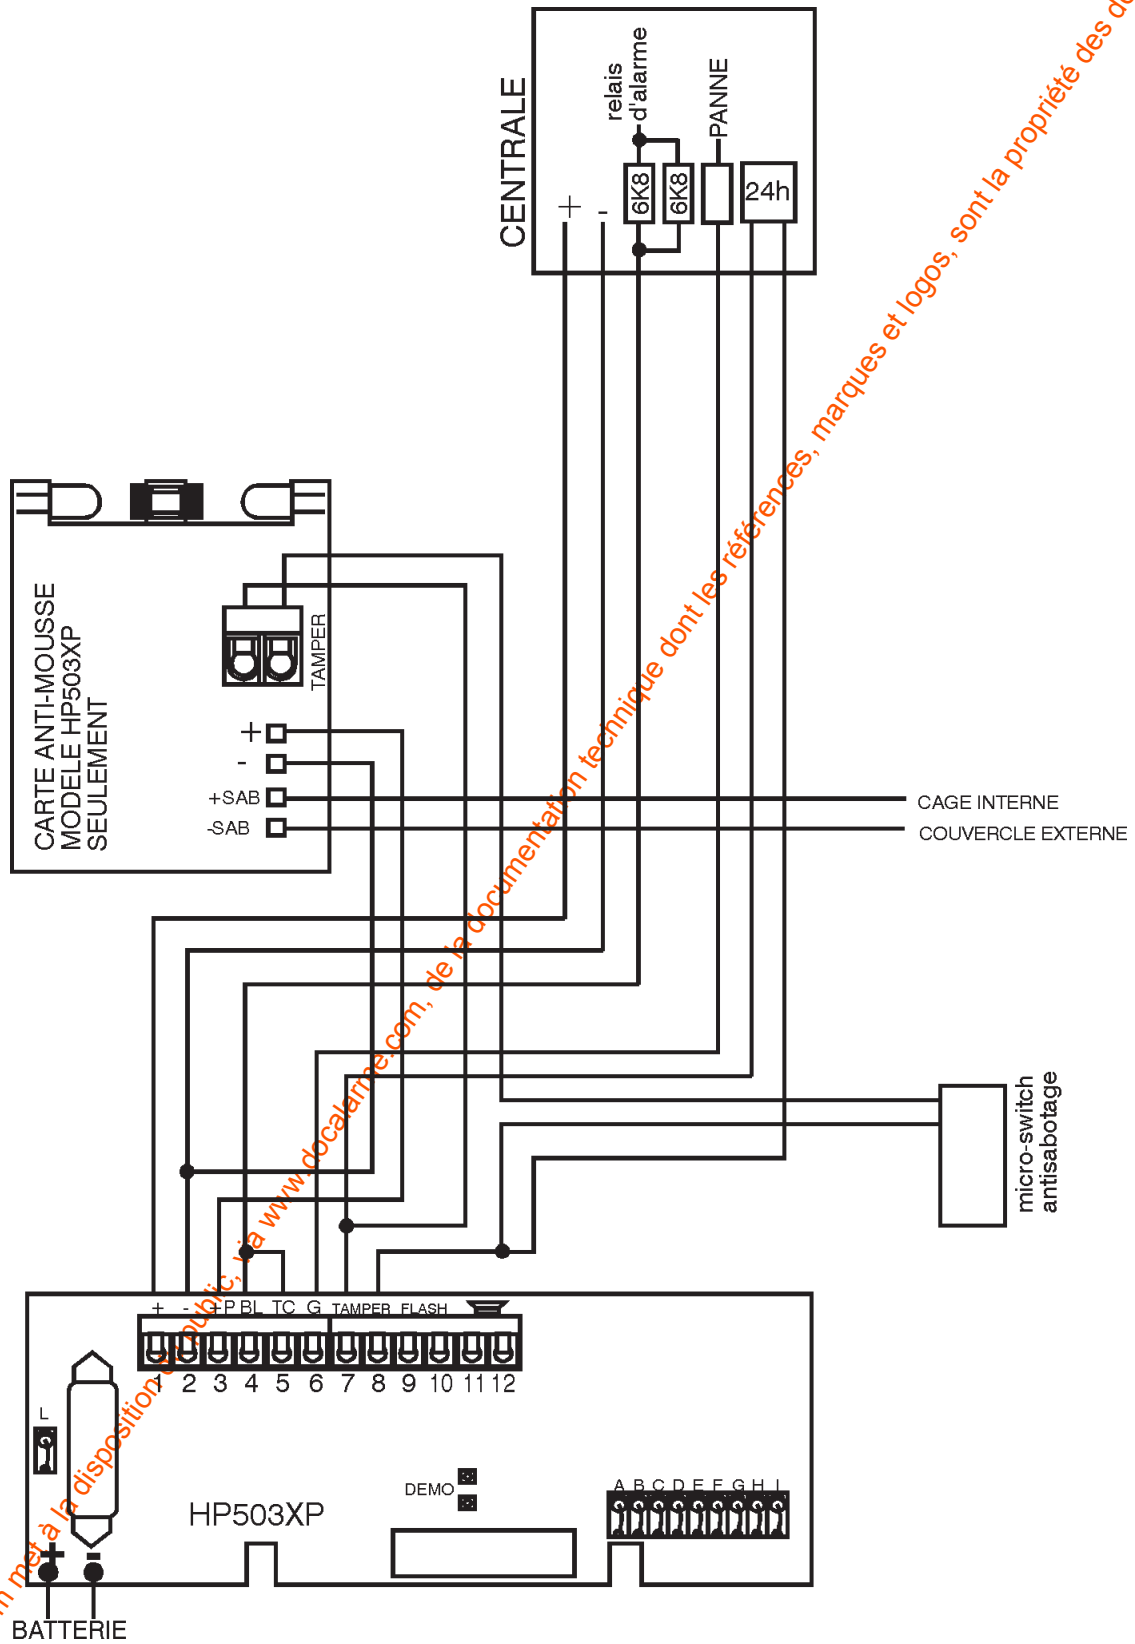 CENTRALE
relais
d'alarme
PANNE
+
-
6K8
6K8
24h
CARTE ANTI-MOUSSE
MODELE HP503XP
SEULEMENT
TAMPER
+
-
+SAB
-SAB
CAGE INTERNE
COUVERCLE EXTERNE
micro-switch
antisabotage
+ - +P BL TC G TAMPER FLASH
1 2 3 4 5 6 7 8 9 10 11 12
L
DEMO
A B C D E F G H I
HP503XP
+ -
BATTERIE
met à la disposition du public, via www.docalarme.com, de la documentation technique dont les références, marques et logos, sont la propriété des